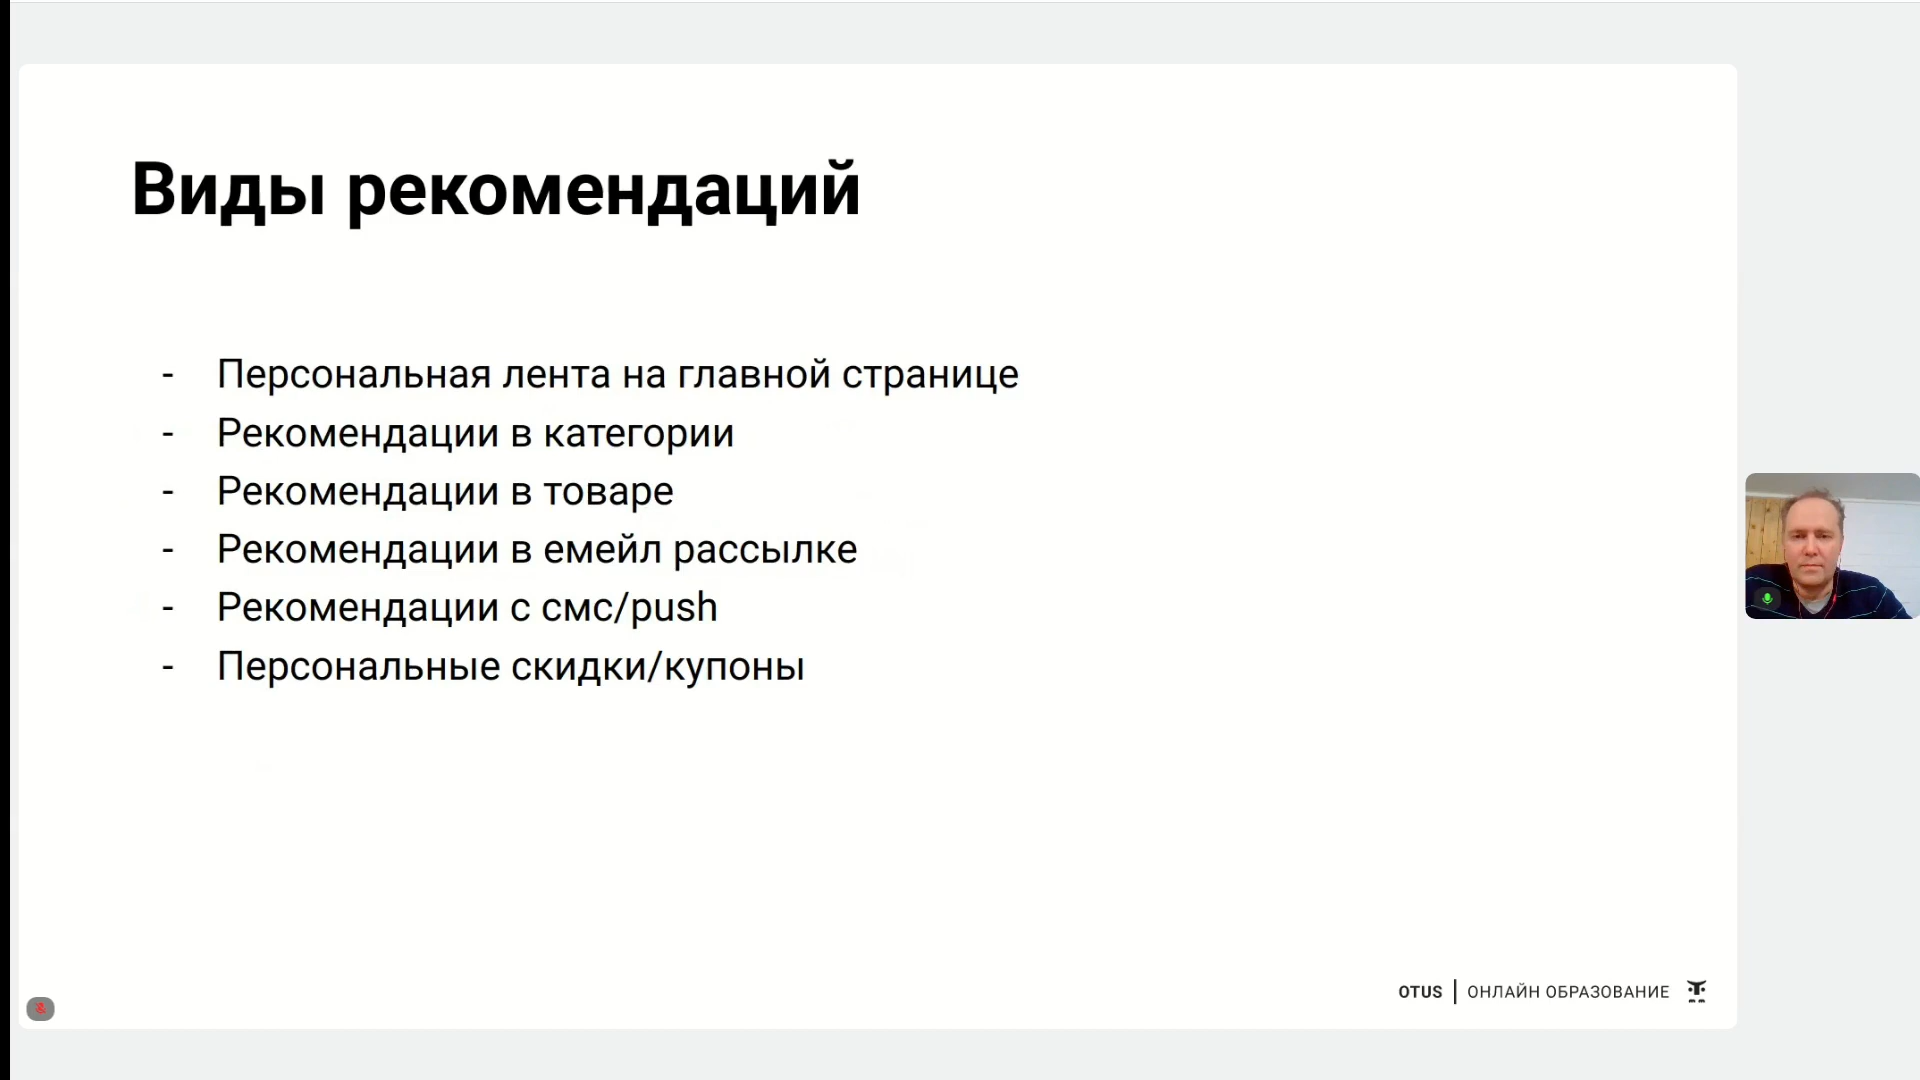 Виды рекомендаций
- Персональная лента на главной странице
- Рекомендации в категории
- Рекомендации в товаре
- Рекомендации в емейл рассылке
- Рекомендации с смс/push
- Персональные скидки/купоны
OTUS | ОНЛАЙН ОБРАЗОВАНИЕ